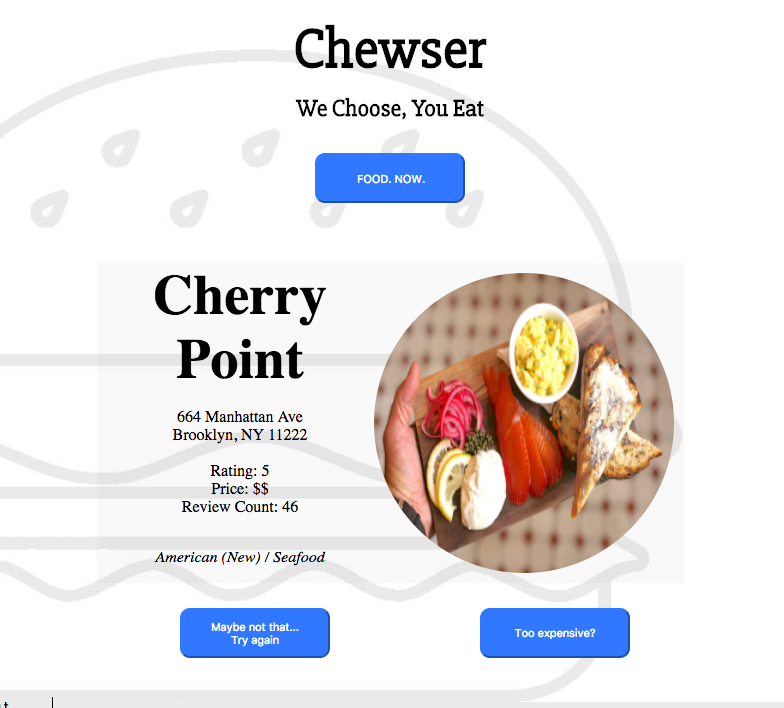 Chewser
We Choose, You Eat
FOOD. NOW.
Cherry
Point
664 Manhattan Ave
Brooklyn, NY 11222
Rating: 5
Price: $$
Review Count: 46
American (New) / Seafood
Maybe not that...
Try again
Too expensive?